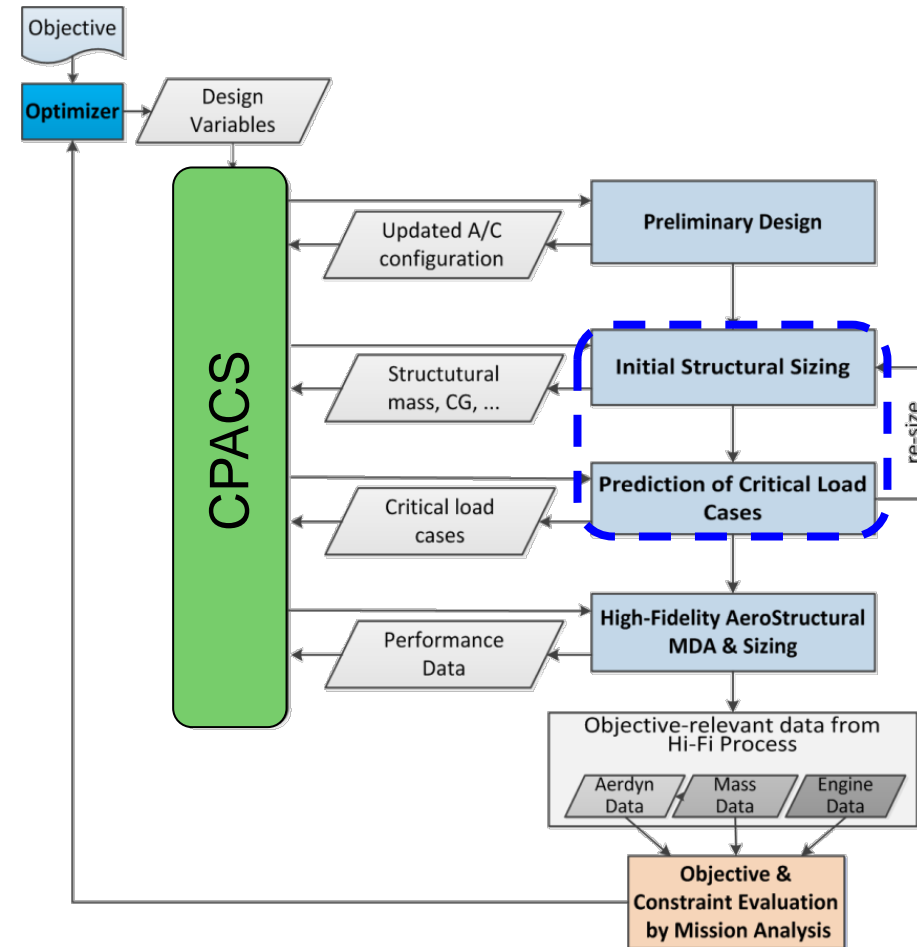 Objective
Optimizer
Design
Variables
CPACS
Preliminary Design
Updated A/C
configuration
Initial Structural Sizing
Structutural
mass, CG, ...
re-size
Prediction of Critical Load
Cases
Critical load
cases
High-Fidelity AeroStructural
MDA & Sizing
Performance
Data
Objective-relevant data from
Hi-Fi Process
Aerdyn
Data
Mass
Data
Engine
Data
Objective &
Constraint Evaluation
by Mission Analysis